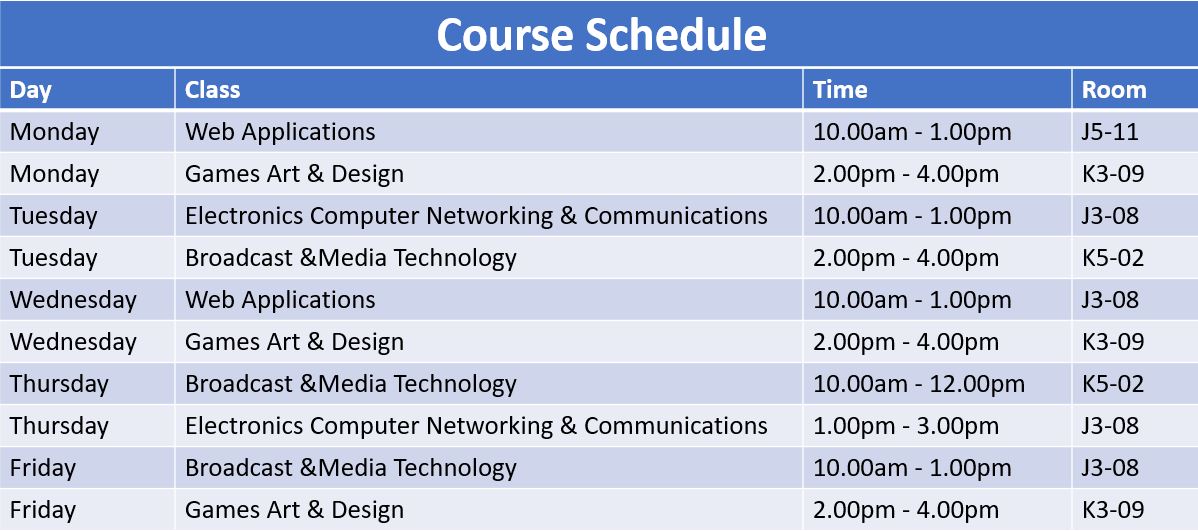 Course Schedule
Day Class Time Room
Monday Web Applications 10.00am - 1.00pm J5-11
Monday Games Art & Design 2.00pm - 4.00pm K3-09
Tuesday Electronics Computer Networking & Communications 10.00am - 1.00pm J3-08
Tuesday Broadcast &Media Technology 2.00pm - 4.00pm K5-02
Wednesday Web Applications 10.00am - 1.00pm J3-08
Wednesday Games Art & Design 2.00pm - 4.00pm K3-09
Thursday Broadcast &Media Technology 10.00am - 12.00pm K5-02
Thursday Electronics Computer Networking & Communications 1.00pm - 3.00pm J3-08
Friday Broadcast &Media Technology 10.00am - 1.00pm J3-08
Friday Games Art & Design 2.00pm - 4.00pm K3-09